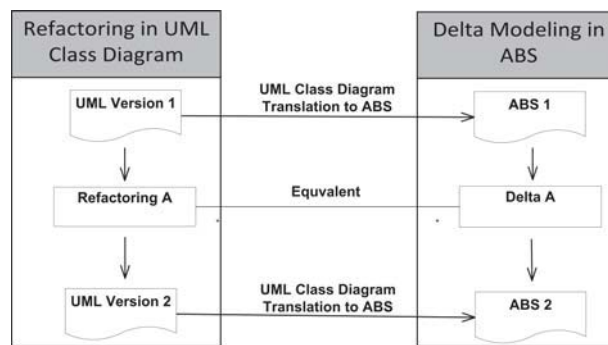 Refactoring in UML
Class Diagram
Delta Modeling in
ABS
UML Version 1
UML Class Diagram
Translation to ABS
ABS 1
Refactoring A
Equvalent
Delta A
UML Version 2
UML Class Diagram
Translation to ABS
ABS 2